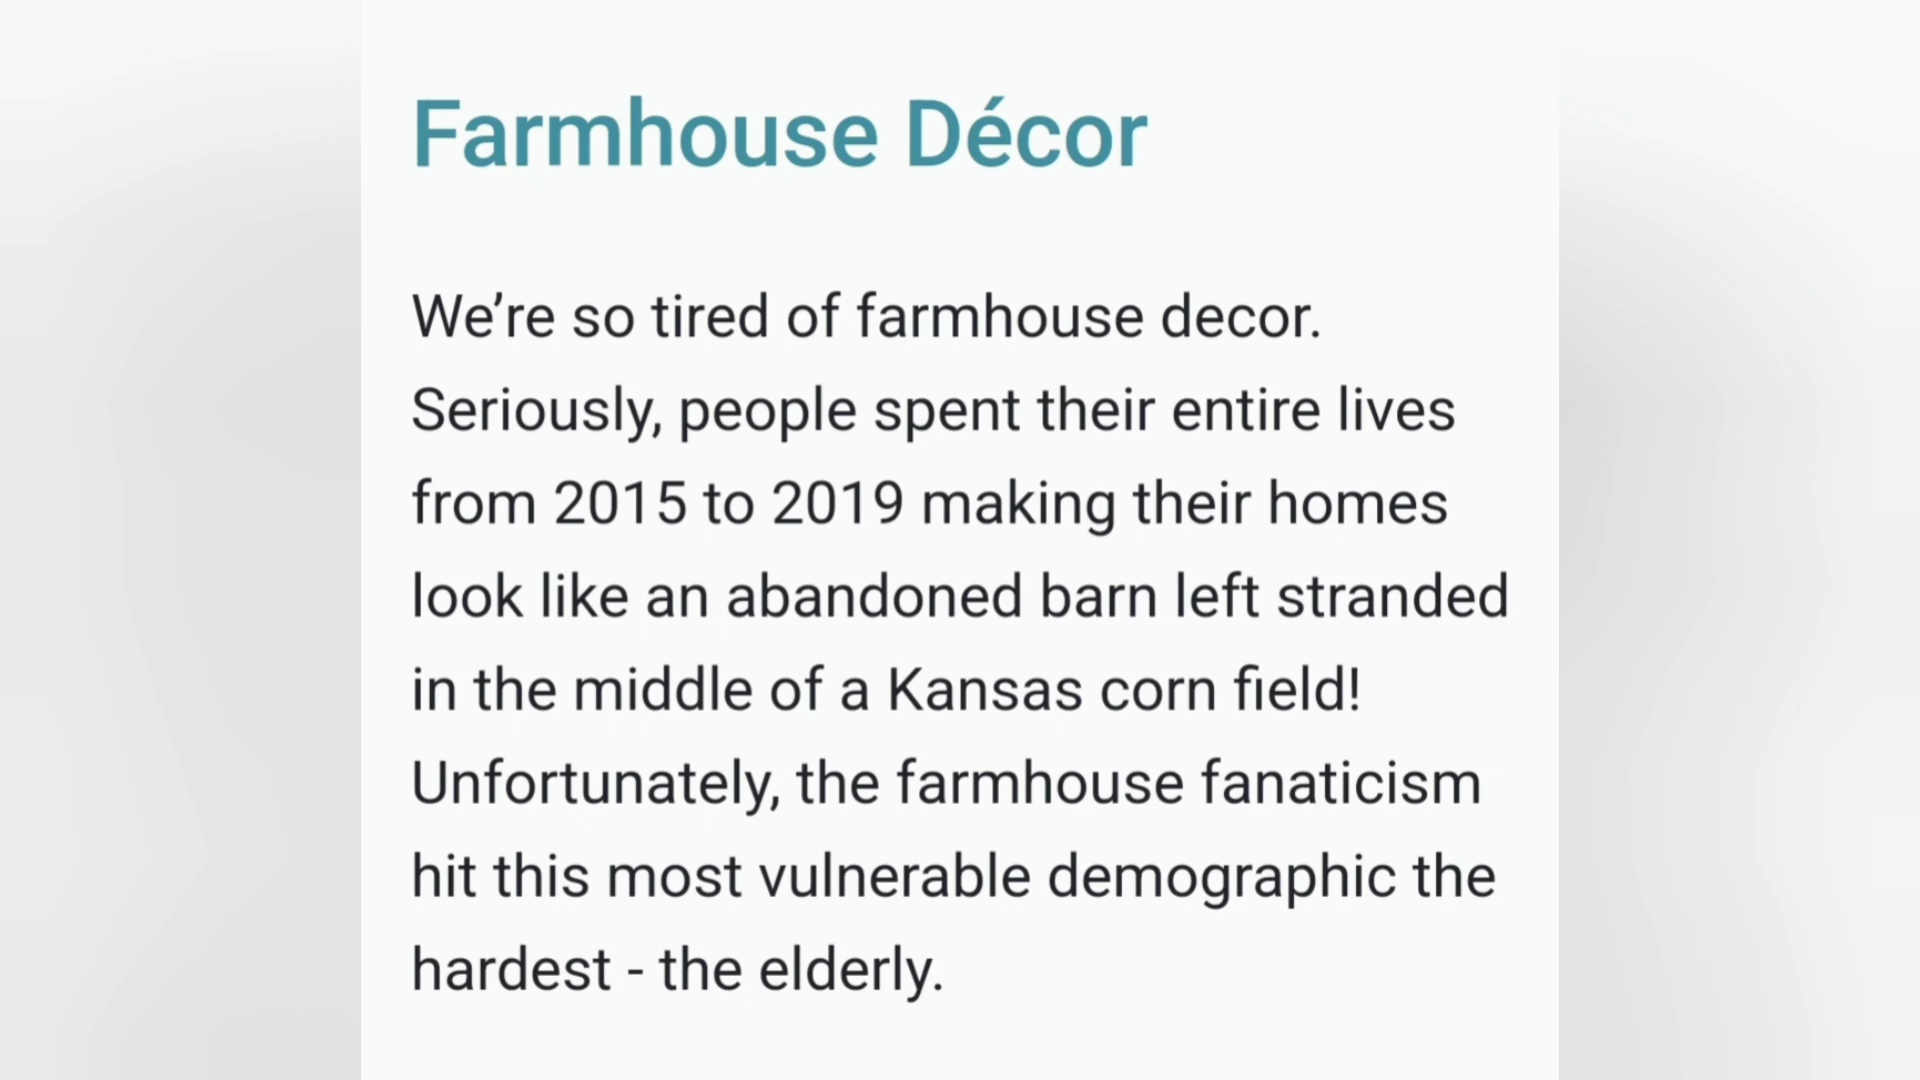 Farmhouse Décor
We’re so tired of farmhouse decor.
Seriously, people spent their entire lives
from 2015 to 2019 making their homes
look like an abandoned barn left stranded
in the middle of a Kansas corn field!
Unfortunately, the farmhouse fanaticism
hit this most vulnerable demographic the
hardest - the elderly.